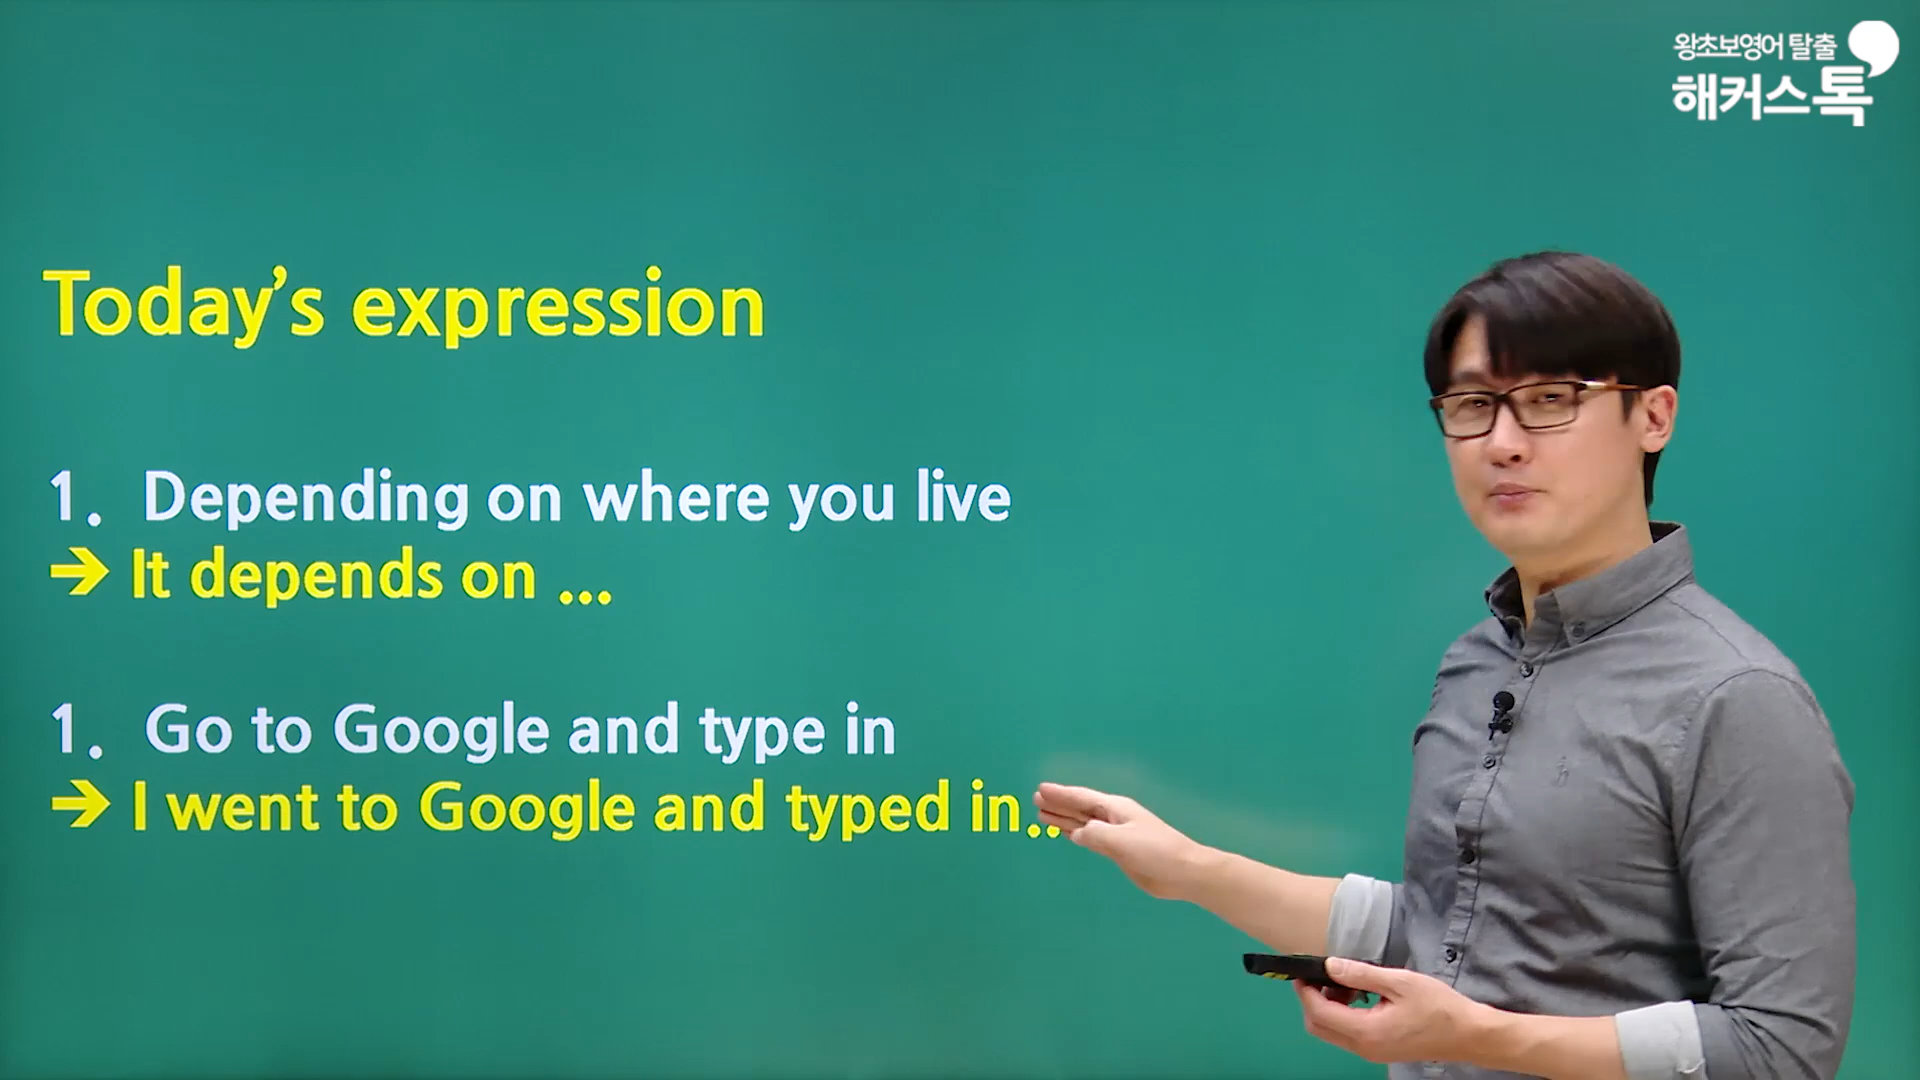 왕초보영어 탈출
해커스톡
Today's expression
1. Depending on where you live
→ It depends on ...
1. Go to Google and type in
→ I went to Google and typed in..